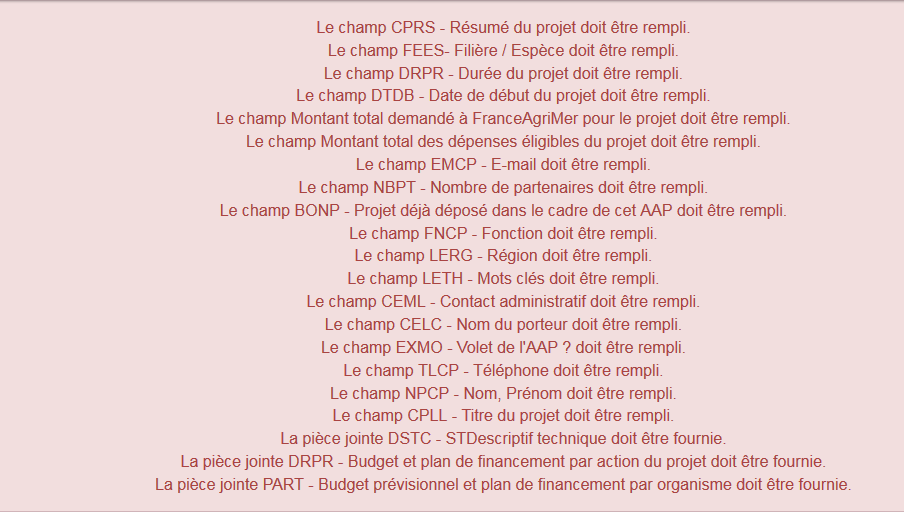 Le champ CPRS - Résumé du projet doit être rempli.
Le champ FEES- Filière / Espèce doit être rempli.
Le champ DRPR - Durée du projet doit être rempli.
Le champ DTDB - Date de début du projet doit être rempli.
Le champ Montant total demandé à FranceAgriMer pour le projet doit être rempli.
Le champ Montant total des dépenses éligibles du projet doit être rempli.
Le champ EMCP - E-mail doit être rempli.
Le champ NBPT - Nombre de partenaires doit être rempli.
Le champ BONP - Projet déjà déposé dans le cadre de cet AAP doit être rempli.
Le champ FNCP - Fonction doit être rempli.
Le champ LERG - Région doit être rempli.
Le champ LETH - Mots clés doit être rempli.
Le champ CEML - Contact administratif doit être rempli.
Le champ CELC - Nom du porteur doit être rempli.
Le champ EXMO - Volet de l'AAP ? doit être rempli.
Le champ TLCP - Téléphone doit être rempli.
Le champ NPCP - Nom, Prénom doit être rempli.
Le champ CPLL - Titre du projet doit être rempli.
La pièce jointe DSTC - STDescriptif technique doit être fournie.
La pièce jointe DRPR - Budget et plan de financement par action du projet doit être fournie.
La pièce jointe PART - Budget prévisionnel et plan de financement par organisme doit être fournie.